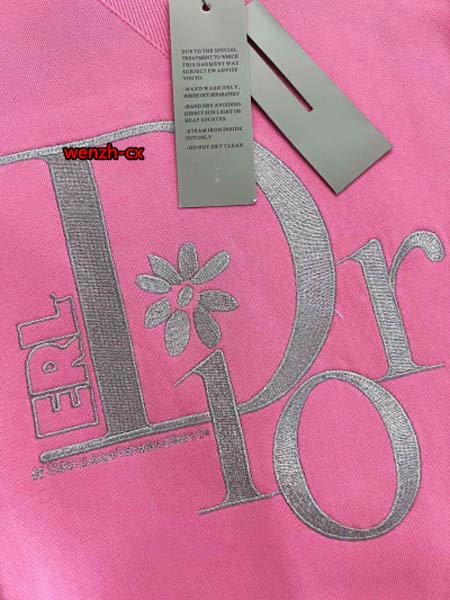 DUE TO THE SPECIAL
TREATMENT TO WHICH
THIS GARMENT WAS
SUBJECT EW ADVISE
YOU TO:
-HAND WASH ONLY,
INSIDE OUT SEPARATELY
-HAND DRY AVOIDING
DIRECT SUN LIGHT OR
HEAT SOURCES
-STEAM IRON INSIDE
OUT ONLY
-DO NOT DRY CLEAR
wenzh-cx
Dior
ERL